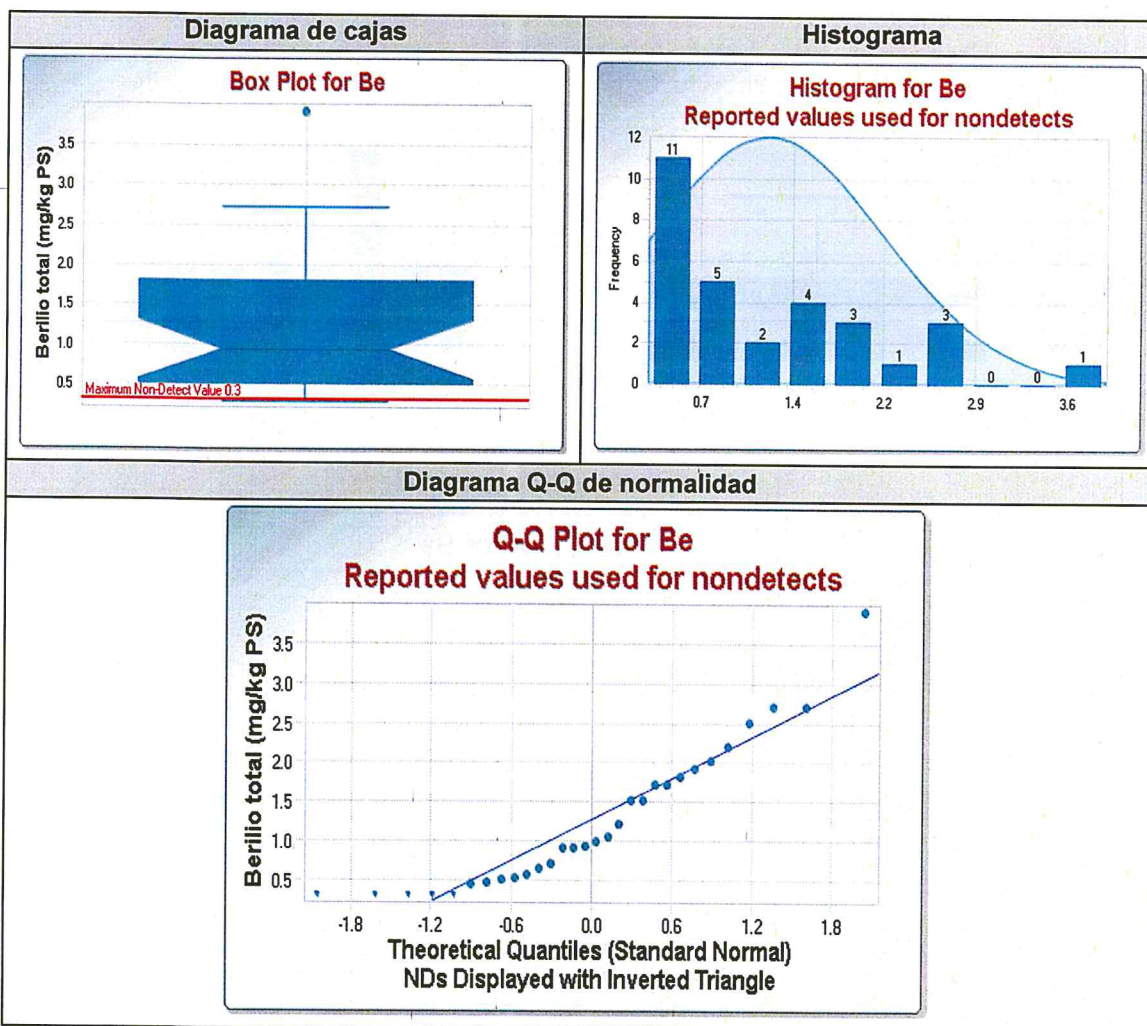 Diagrama de cajas
Histograma
Box Plot for Be
Berilio total (mg/kg PS)
3.5
3.0
2.5
2.0
1.5
1.0
0.5
Maximum Non-Detect Value 0.3
Histogram for Be
Reported values used for nondetects
Frequency
12
10
8
6
4
2
0
11
5
2
4
3
1
3
0
0
1
0.7 1.4 2.2 2.9 3.6
Diagrama Q-Q de normalidad
Q-Q Plot for Be
Reported values used for nondetects
Berilio total (mg/kg PS)
3.5
3.0
2.5
2.0
1.5
1.0
0.5
-1.8 -1.2 -0.6 0.0 0.6 1.2 1.8
Theoretical Quantiles (Standard Normal)
NDs Displayed with Inverted Triangle